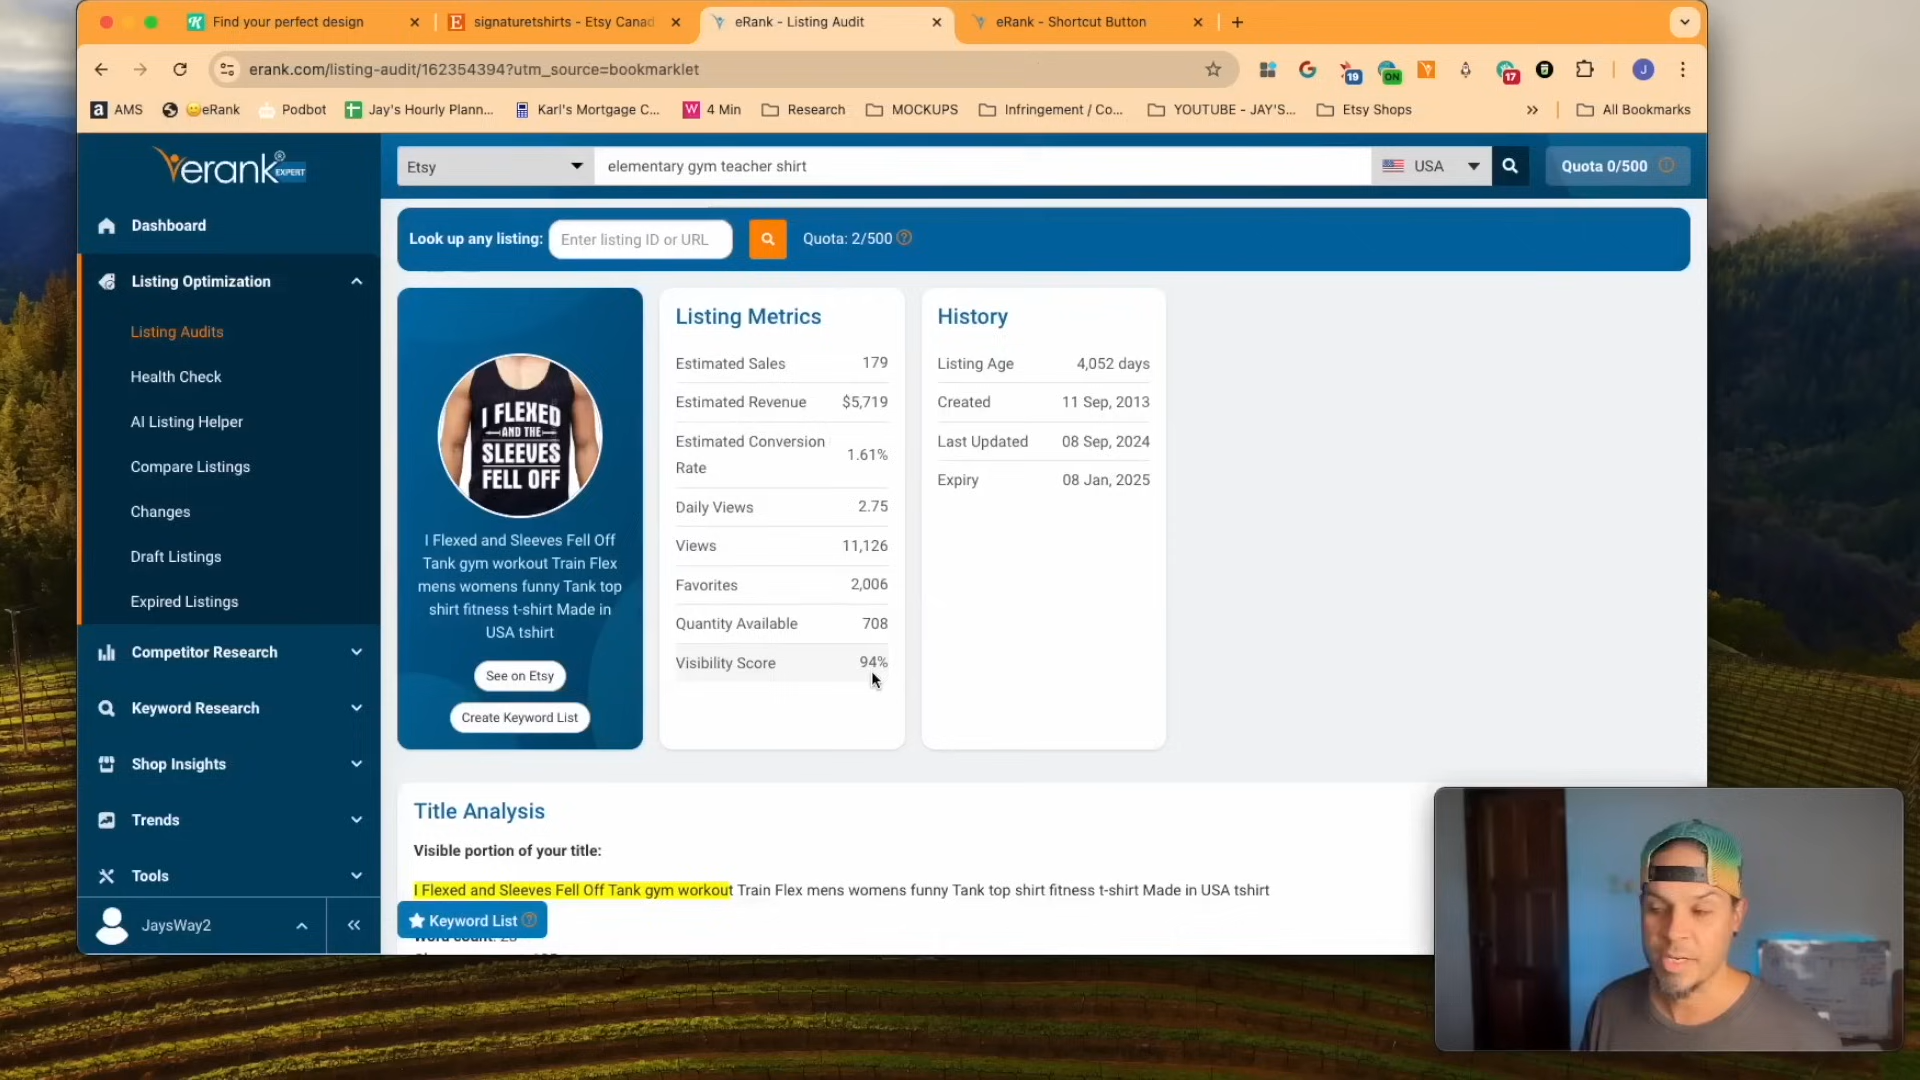 Find your perfect design
signaturetshirts - Etsy Canad
eRank - Listing Audit
eRank - Shortcut Button
erank.com/listing-audit/162354394?utm_source=bookmarklet
19
ON
17
J
AMS
eRank
Podbot
Jay's Hourly Plann...
Karl's Mortgage C...
4 Min
Research
MOCKUPS
Infringement / Co...
YOUTUBE - JAY'S...
Etsy Shops
All Bookmarks
erank® EXPERT
Etsy
elementary gym teacher shirt
USA
Quota 0/500
Dashboard
Listing Optimization
Listing Audits
Health Check
AI Listing Helper
Compare Listings
Changes
Draft Listings
Expired Listings
Competitor Research
Keyword Research
Shop Insights
Trends
Tools
JaysWay2
Look up any listing:
Enter listing ID or URL
Quota: 2/500
I FLEXED
AND THE
SLEEVES
FELL OFF
I Flexed and Sleeves Fell Off
Tank gym workout Train Flex
mens womens funny Tank top
shirt fitness t-shirt Made in
USA tshirt
See on Etsy
Create Keyword List
Listing Metrics
Estimated Sales 179
Estimated Revenue $5,719
Estimated Conversion
Rate 1.61%
Daily Views 2.75
Views 11,126
Favorites 2,006
Quantity Available 708
Visibility Score 94%
History
Listing Age 4,052 days
Created 11 Sep, 2013
Last Updated 08 Sep, 2024
Expiry 08 Jan, 2025
Title Analysis
Visible portion of your title:
I Flexed and Sleeves Fell Off Tank gym workout Train Flex mens womens funny Tank top shirt fitness t-shirt Made in USA tshirt
Keyword List